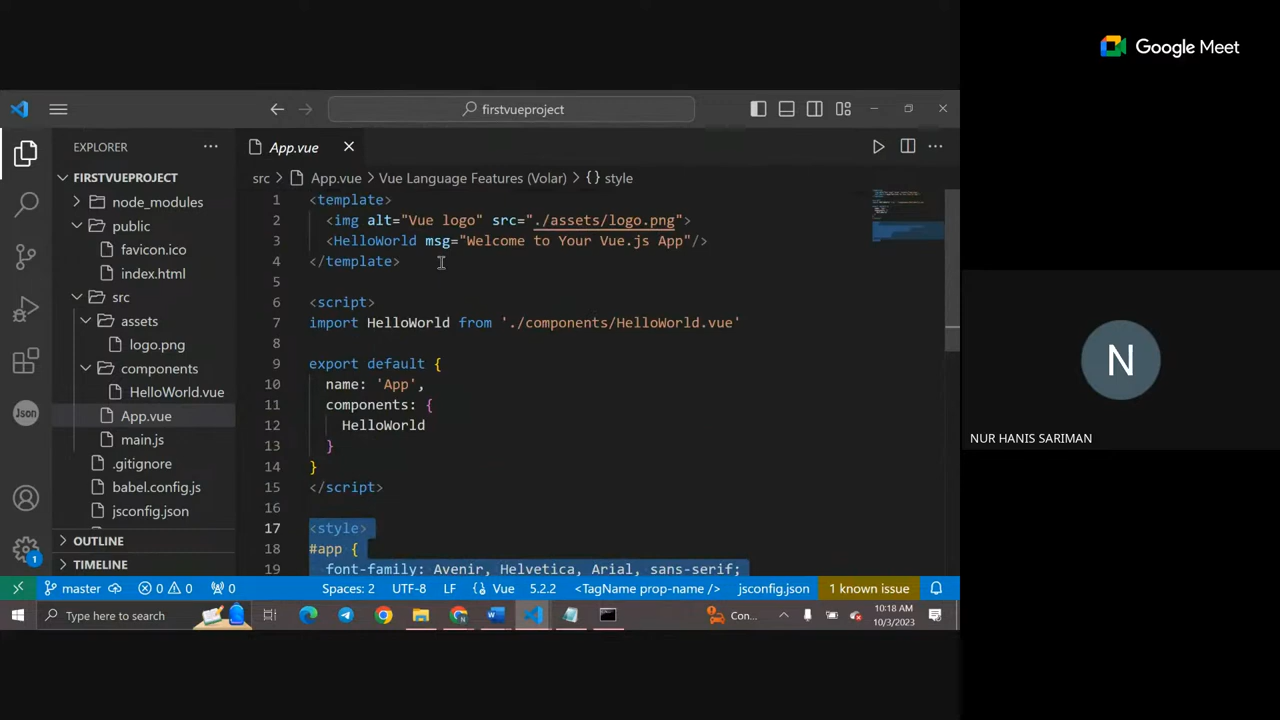 Google Meet
firstvueproject
EXPLORER
App.vue
FIRSTVUEPROJECT
src > App.vue > Vue Language Features (Volar) > {} style
node_modules
public
favicon.ico
index.html
src
assets
logo.png
components
HelloWorld.vue
App.vue
main.js
.gitignore
babel.config.js
jsconfig.json
OUTLINE
TIMELINE
Json
1
1 <template>
2 <img alt="Vue logo" src="./assets/logo.png">
3 <HelloWorld msg="Welcome to Your Vue.js App"/>
4 </template>
5
6 <script>
7 import HelloWorld from './components/HelloWorld.vue'
8
9 export default {
10 name: 'App',
11 components: {
12 HelloWorld
13 }
14 }
15 </script>
16
17 <style>
18 #app {
19 font-family: Avenir, Helvetica, Arial, sans-serif;
N
NUR HANIS SARIMAN
master 0 0 0 Spaces: 2 UTF-8 LF {} Vue 5.2.2 <TagName prop-name /> jsconfig.json 1 known issue
Type here to search
Con...
10:18 AM
10/3/2023